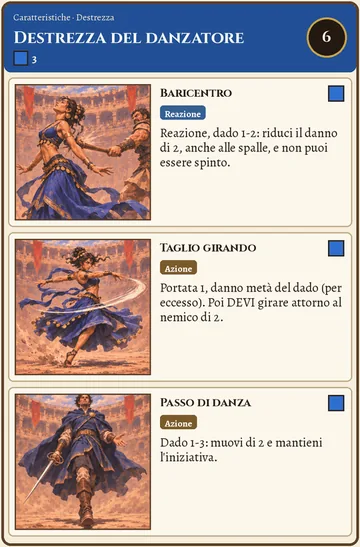 Caratteristiche · Destrezza
Destrezza del danzatore
6
3
Baricentro
Reazione
Reazione, dado 1-2: riduci il danno
di 2, anche alle spalle, e non puoi
essere spinto.
Taglio girando
Azione
Portata 1, danno metà del dado (per
eccesso). Poi DEVI girare attorno al
nemico di 2.
Passo di danza
Azione
Dado 1-3: muovi di 2 e mantieni
l'iniziativa.